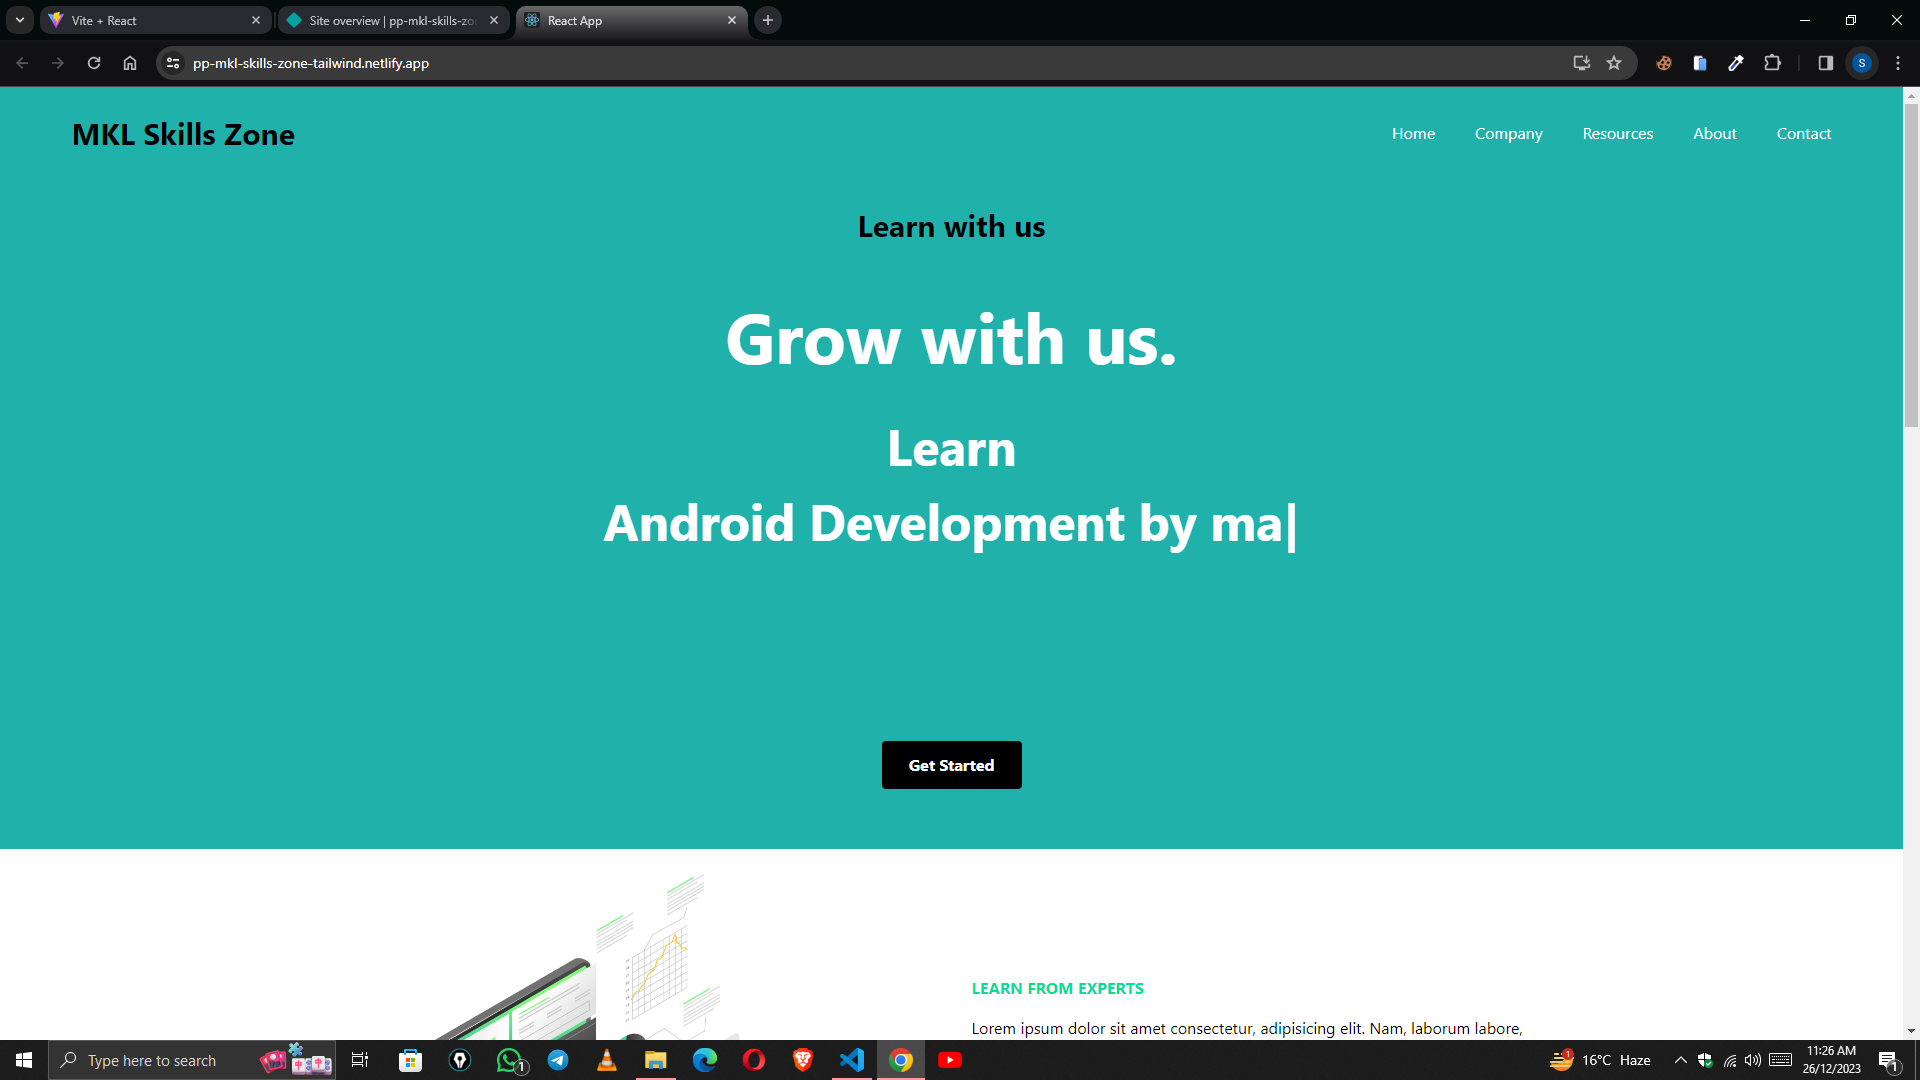 Vite + React
Site overview | pp-mkl-skills-zo
React App
pp-mkl-skills-zone-tailwind.netlify.app
S
MKL Skills Zone
Home
Company
Resources
About
Contact
Learn with us
Grow with us.
Learn
Android Development by ma|
Get Started
LEARN FROM EXPERTS
Lorem ipsum dolor sit amet consectetur, adipisicing elit. Nam, laborum labore,
Type here to search
1
1
16°C Haze
11:26 AM
26/12/2023
1